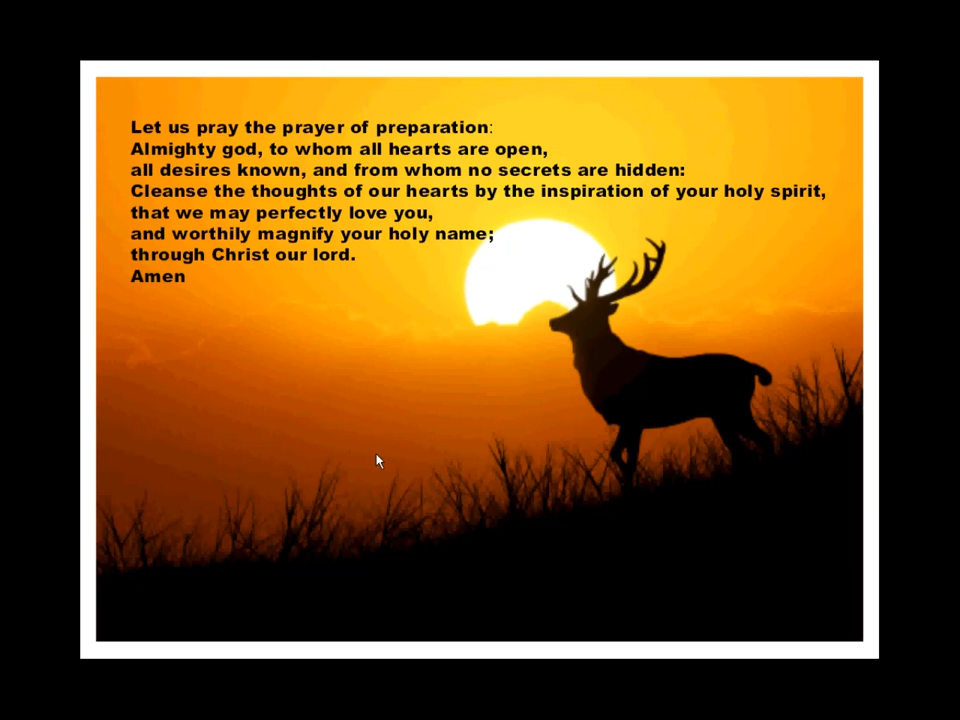 Let us pray the prayer of preparation:
Almighty god, to whom all hearts are open,
all desires known, and from whom no secrets are hidden:
Cleanse the thoughts of our hearts by the inspiration of your holy spirit,
that we may perfectly love you,
and worthily magnify your holy name;
through Christ our lord.
Amen